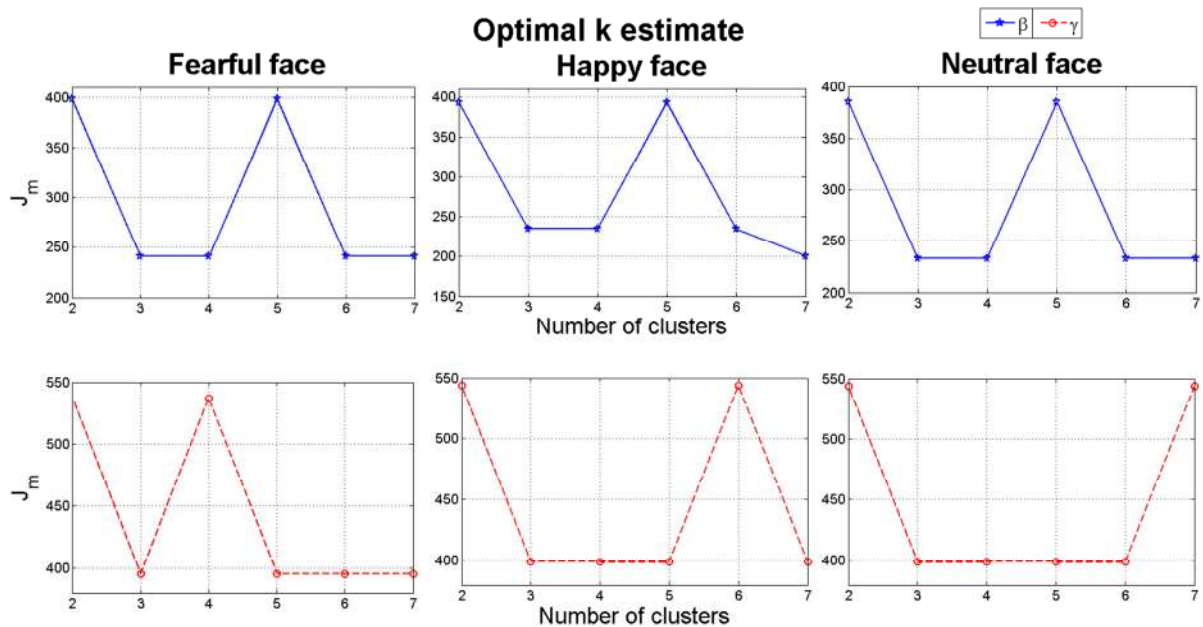 Optimal k estimate
β γ
Fearful face
Happy face
Neutral face
400
350
300
250
200
J_m
2 3 4 5 6 7
400
350
300
250
200
150
2 3 4 5 6 7
Number of clusters
400
350
300
250
200
2 3 4 5 6 7
550
500
450
400
J_m
2 3 4 5 6 7
550
500
450
400
2 3 4 5 6 7
Number of clusters
550
500
450
400
2 3 4 5 6 7